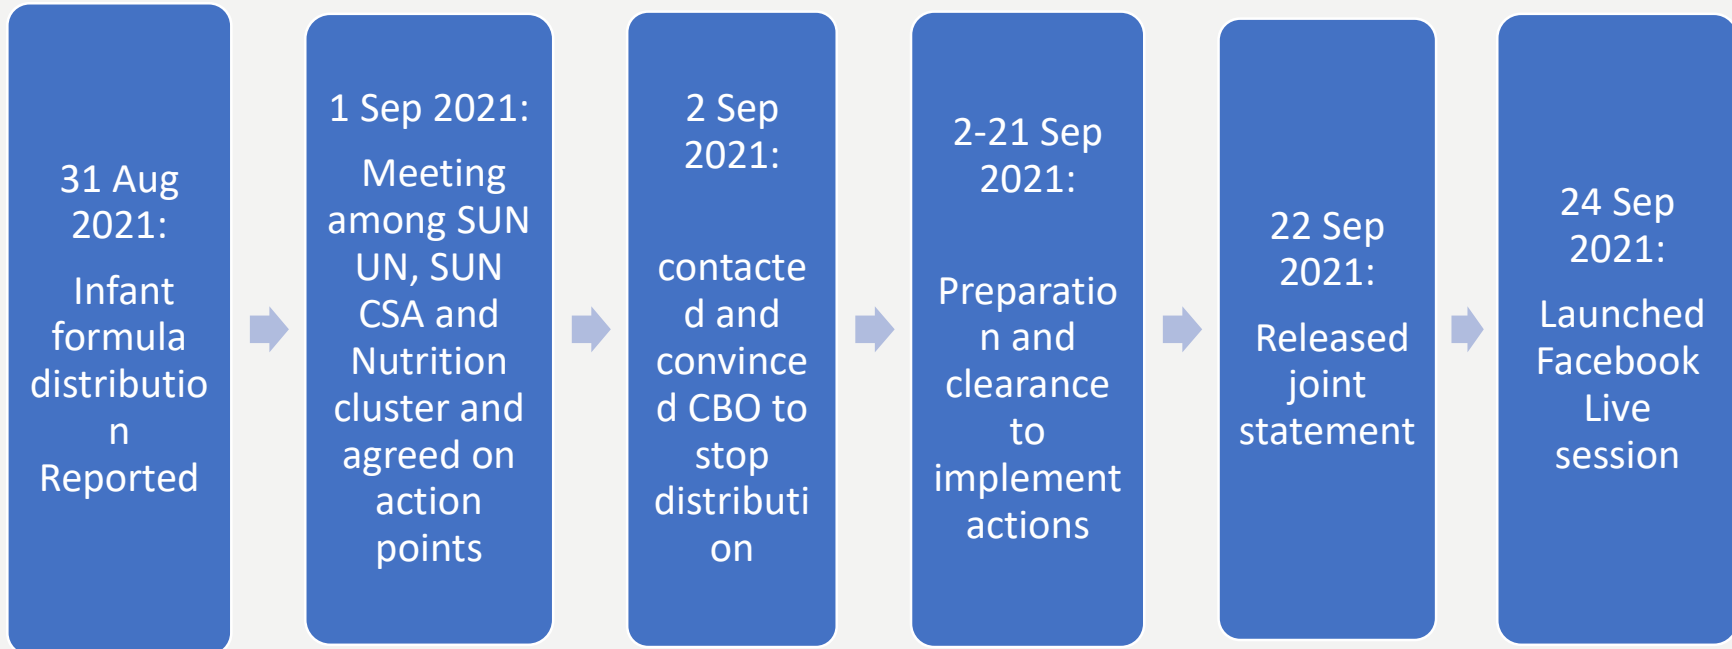 31 Aug
2021:
Infant
formula
distributio
n
Reported
1 Sep 2021:
Meeting
among SUN
UN, SUN
CSA and
Nutrition
cluster and
agreed on
action
points
2 Sep
2021:
contacte
d and
convince
d CBO to
stop
distributi
on
2-21 Sep
2021:
Preparatio
n and
clearance
to
implement
actions
22 Sep
2021:
Released
joint
statement
24 Sep
2021:
Launched
Facebook
Live
session